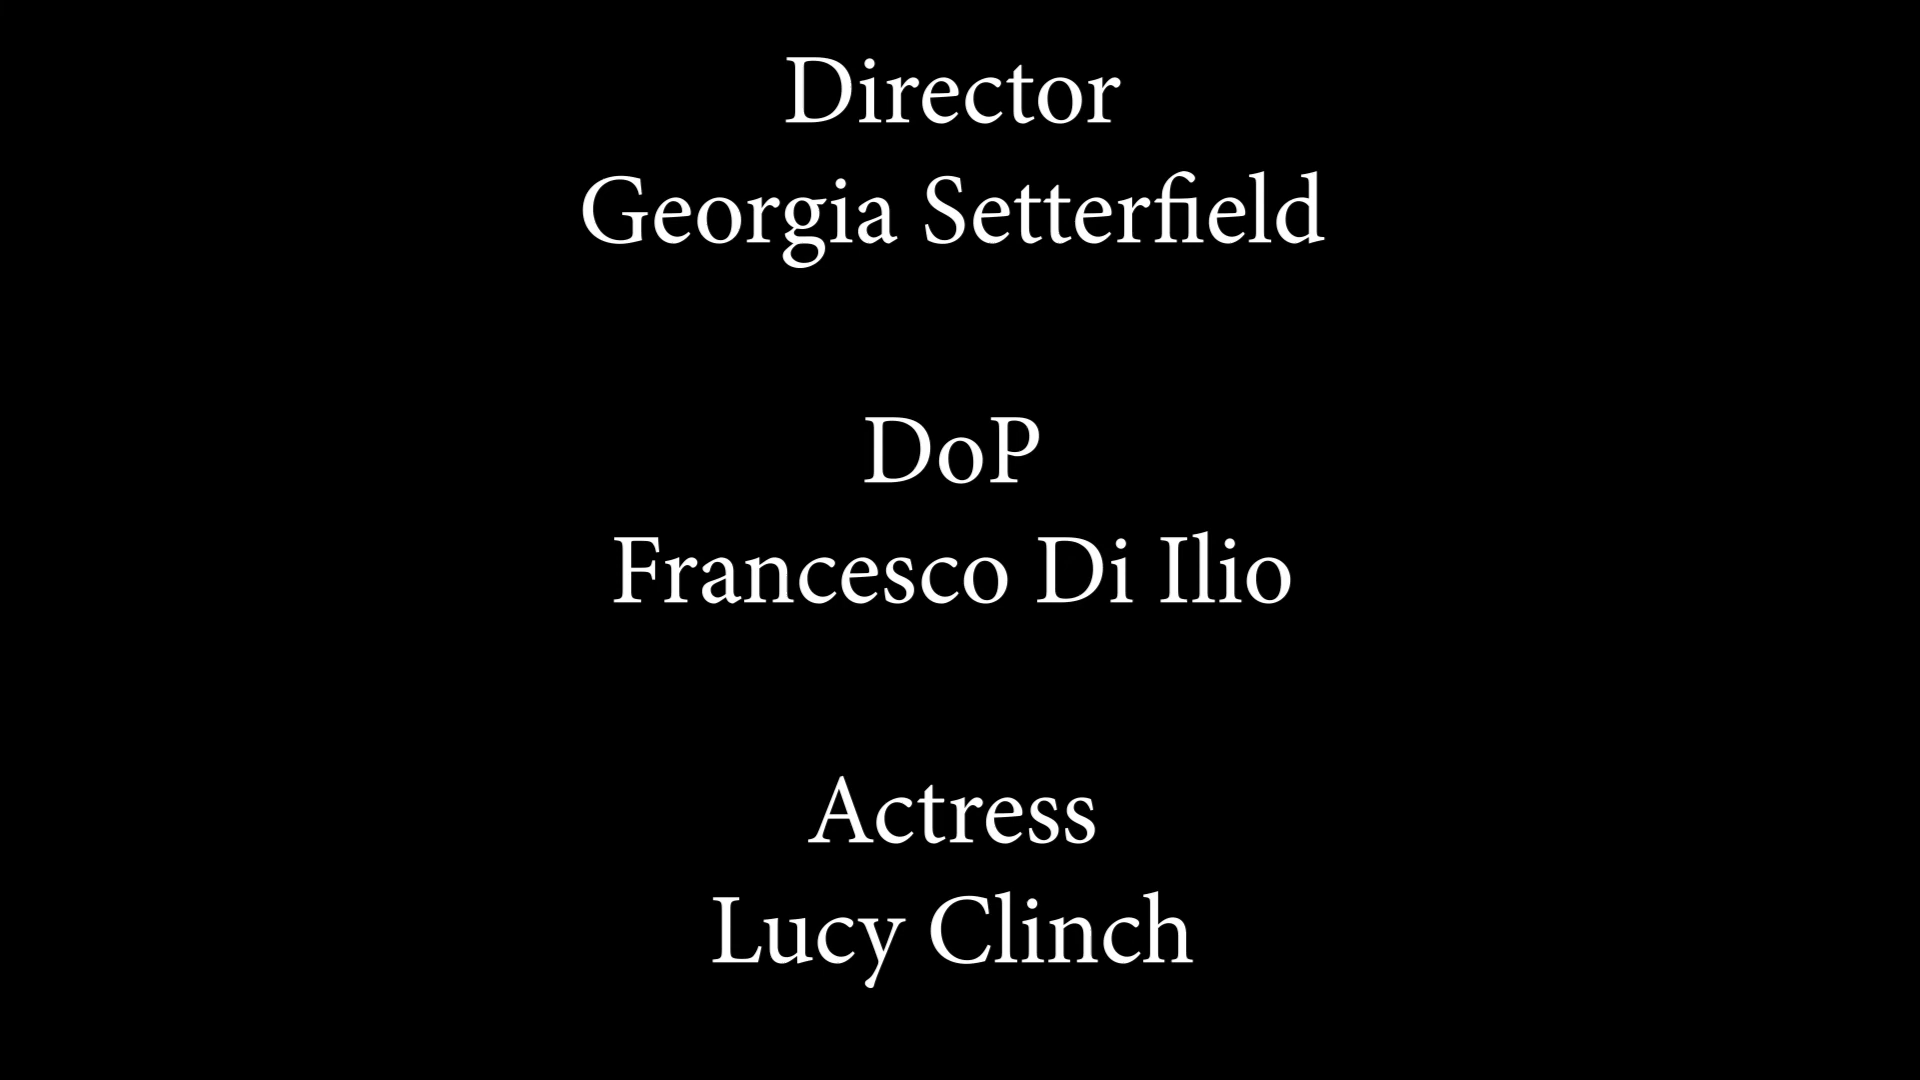 Director
Georgia Setterfield
DoP
Francesco Di Ilio
Actress
Lucy Clinch